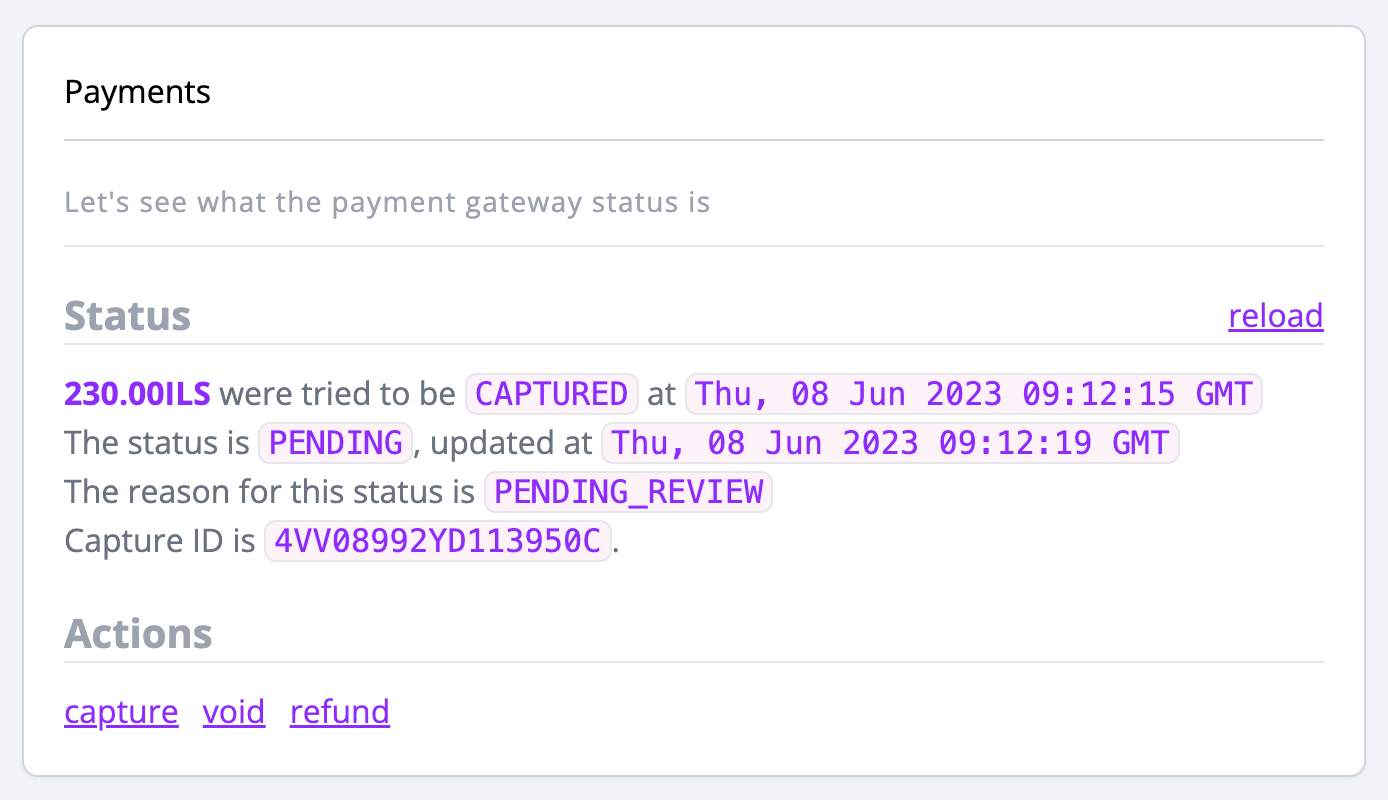 Payments
Let's see what the payment gateway status is
Status
reload
230.00ILS were tried to be CAPTURED at Thu, 08 Jun 2023 09:12:15 GMT
The status is PENDING, updated at Thu, 08 Jun 2023 09:12:19 GMT
The reason for this status is PENDING_REVIEW
Capture ID is 4VV08992YD113950C.
Actions
capture void refund